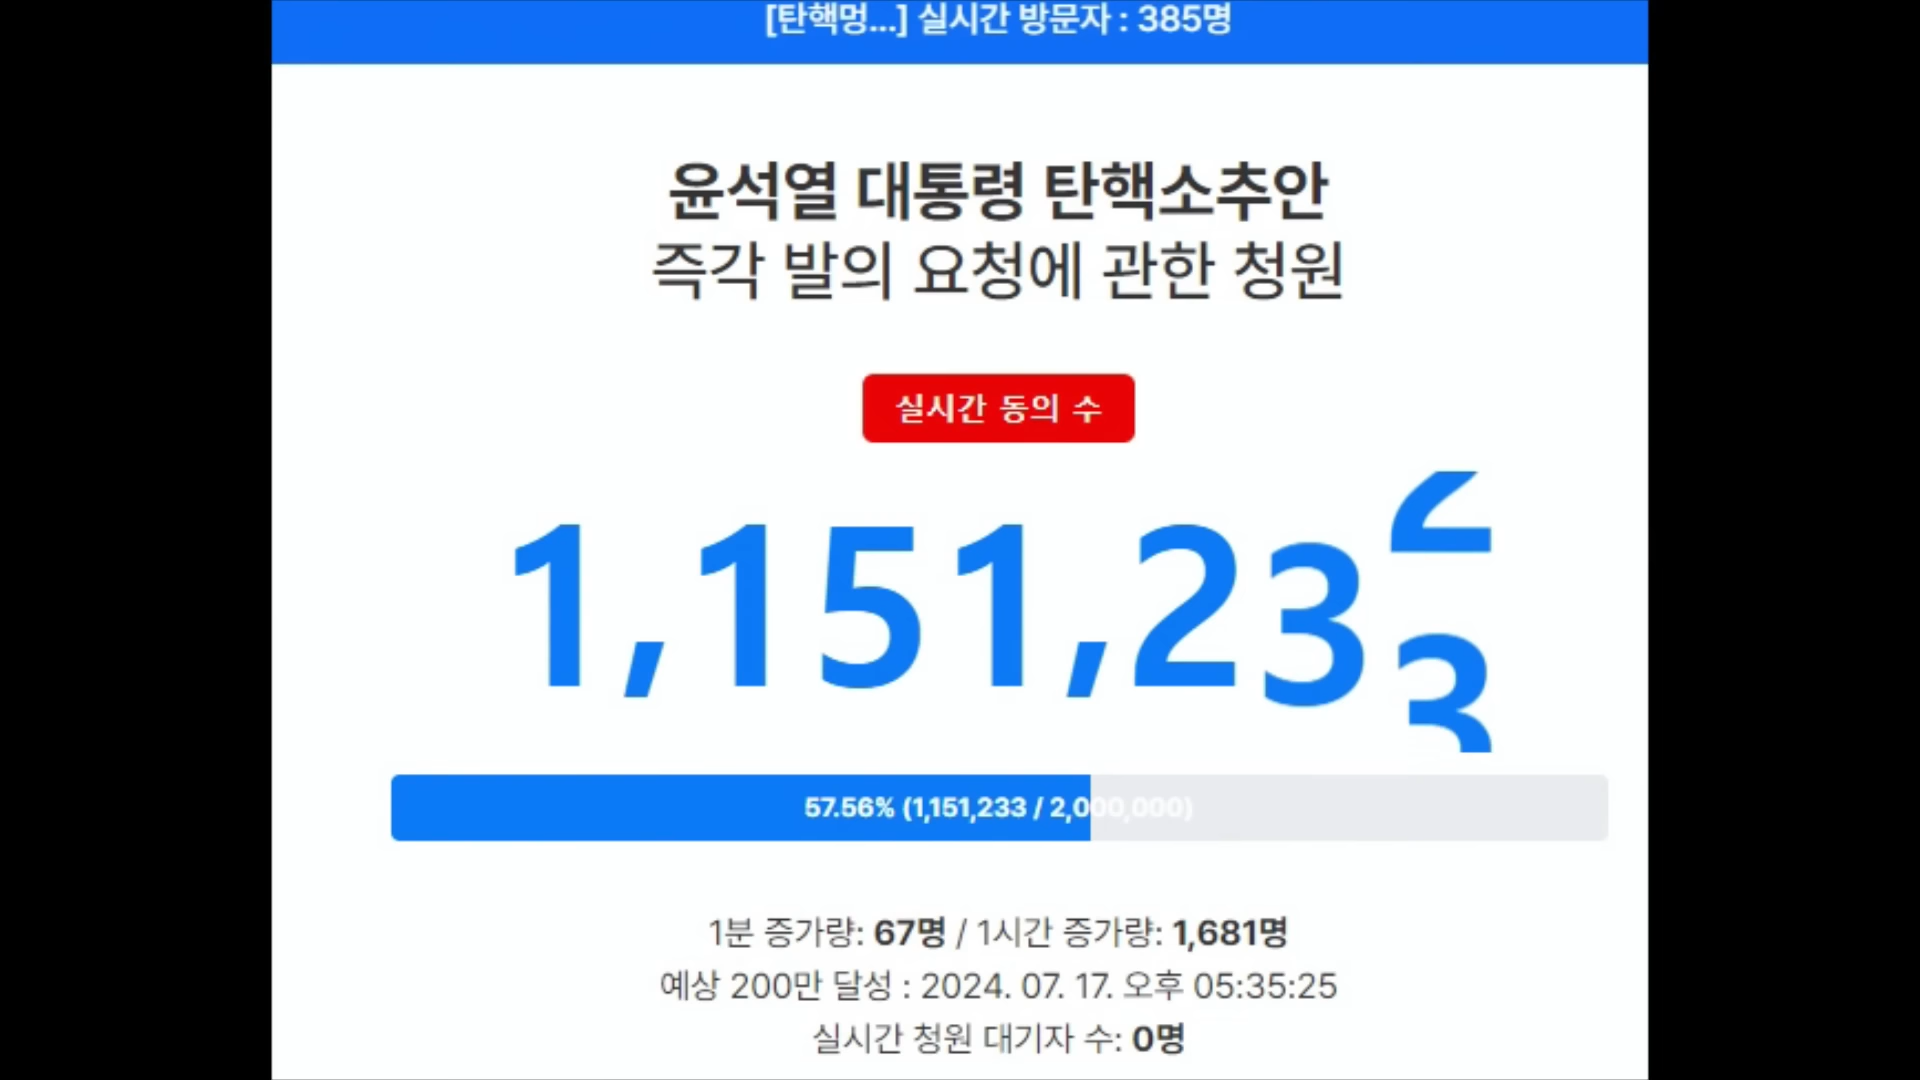 [탄핵멍...] 실시간 방문자 : 385명
윤석열 대통령 탄핵소추안
즉각 발의 요청에 관한 청원
실시간 동의 수
1,151,233
57.56% (1,151,233 / 2,000,000)
1분 증가량: 67명 / 1시간 증가량: 1,681명
예상 200만 달성 : 2024. 07. 17. 오후 05:35:25
실시간 청원 대기자 수: 0명